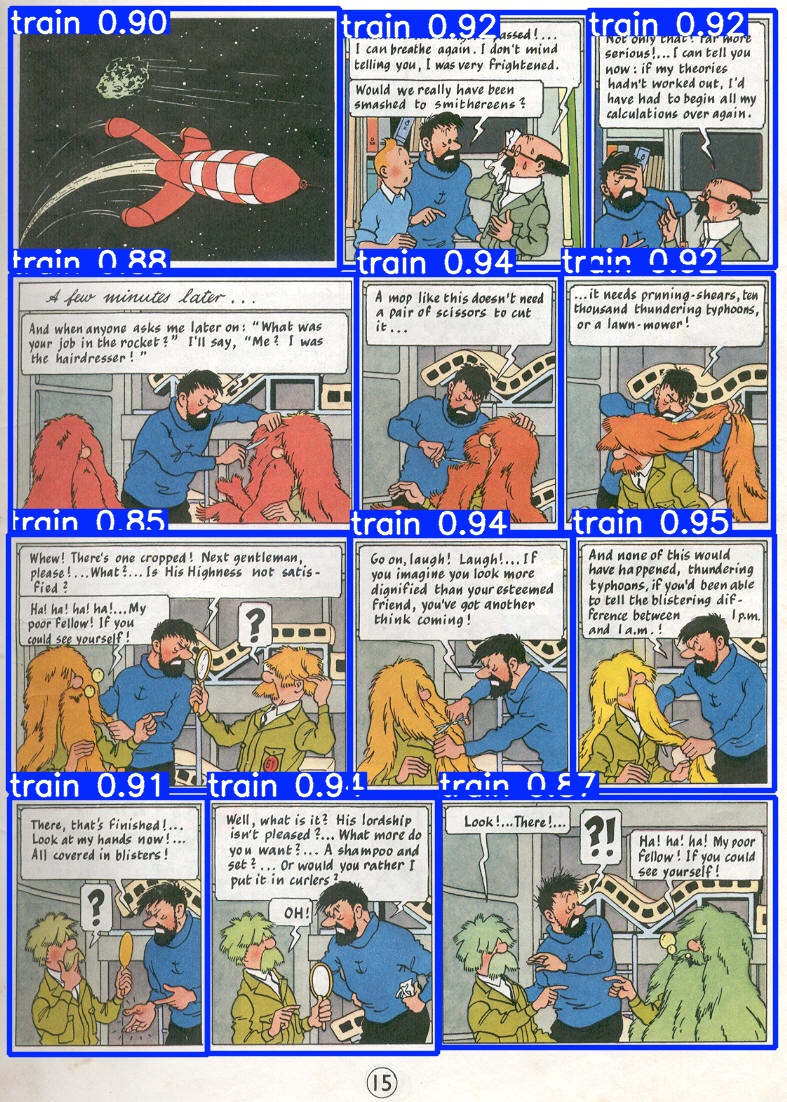 train 0.90
train 0.92
train 0.92
passed!...
I can breathe again. I don't mind
telling you, I was very frightened.
Would we really have been
smashed to smithereens?
Not only that! Far more
serious!... I can tell you
now: if my theories
hadn't worked out, I'd
have had to begin all my
calculations over again.
train 0.88
train 0.94
train 0.92
A few minutes later...
And when anyone asks me later on: "What was
your job in the rocket?" I'll say, "Me? I was
the hairdresser!"
A mop like this doesn't need
a pair of scissors to cut
it...
...it needs pruning-shears, ten
thousand thundering typhoons,
or a lawn-mower!
train 0.85
train 0.94
train 0.95
Whew! There's one cropped! Next gentleman,
please!...What?... Is His Highness not satis-
fied?
Ha! ha! ha! ha!...My
poor fellow! If you
could see yourself!
?
Go on, laugh! Laugh!... If
you imagine you look more
dignified than your esteemed
friend, you've got another
think coming!
And none of this would
have happened, thundering
typhoons, if you'd been able
to tell the blistering dif-
ference between 1 p.m.
and 1 a.m.!
train 0.91
train 0.94
train 0.87
There, that's finished!...
Look at my hands now!...
All covered in blisters!
?
Well, what is it? His lordship
isn't pleased?... What more do
you want?... A shampoo and
set?... Or would you rather I
put it in curlers?
OH!
Look!...There!...
?!
Ha! ha! ha! My poor
fellow! If you could
see yourself!
15